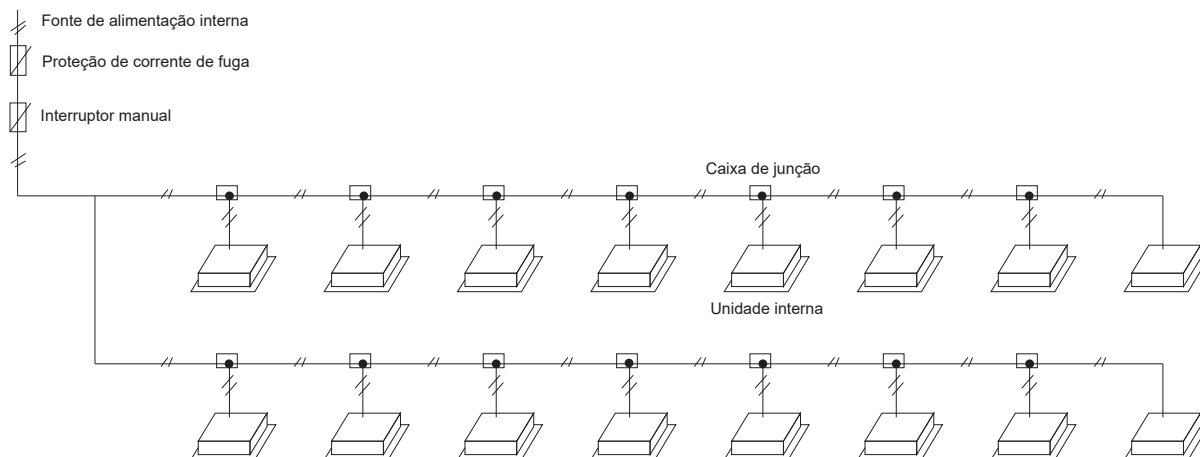 Fonte de alimentação interna
Proteção de corrente de fuga
Interruptor manual
Caixa de junção
Unidade interna